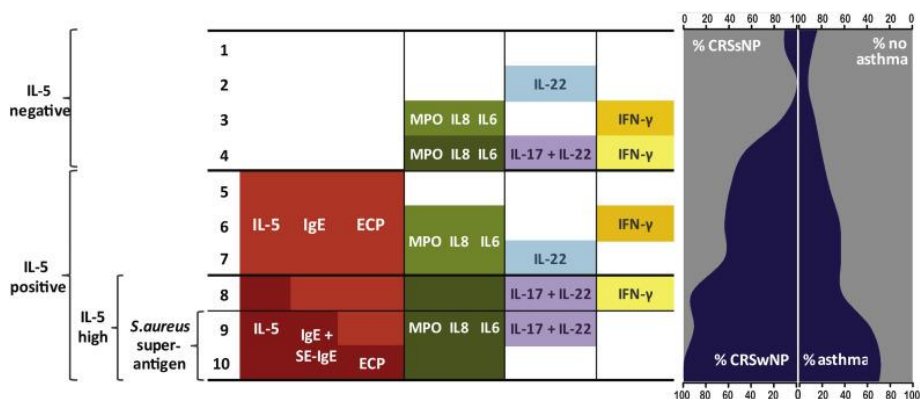 0 20 40 60 80 100 80 60 40 20 0
% CRSsNP
% no
asthma
IL-5
negative
1
2 IL-22
3 MPO IL8 IL6 IFN-γ
4 MPO IL8 IL6 IL-17 + IL-22 IFN-γ
IL-5
positive
5
6 IL-5 IgE ECP MPO IL8 IL6 IFN-γ
7 IL-22
IL-5
high
8 IL-17 + IL-22 IFN-γ
S.aureus
super-
antigen
9 IL-5 IgE +
SE-IgE MPO IL8 IL6 IL-17 + IL-22
10 ECP
% CRSwNP
% asthma
100 80 60 40 20 0 20 40 60 80 100